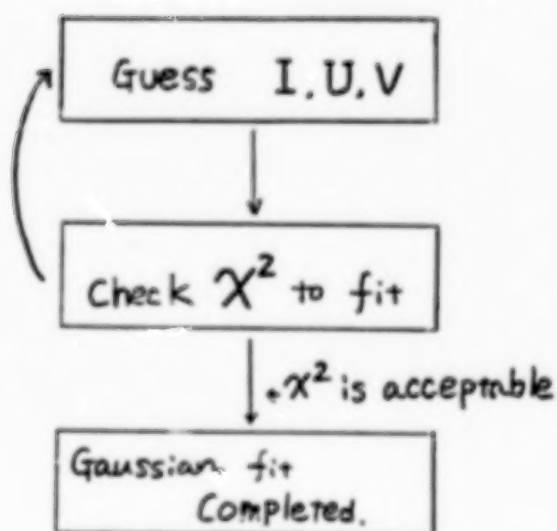 Guess I.U.V
Check χ² to fit
.χ² is acceptable
Gaussian fit
Completed.